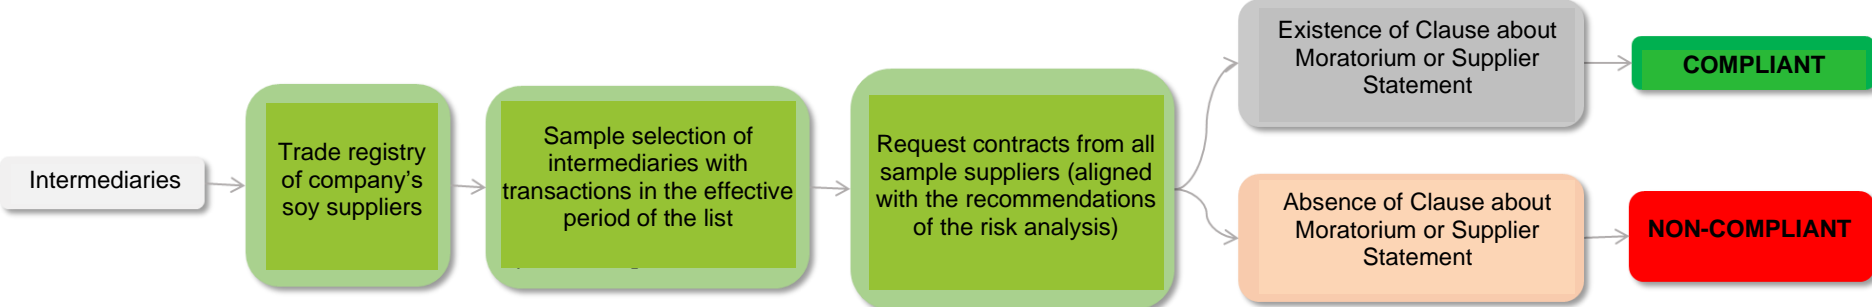 Intermediaries
Trade registry
of company's
soy suppliers
Sample selection of
intermediaries with
transactions in the effective
period of the list
Request contracts from all
sample suppliers (aligned
with the recommendations
of the risk analysis)
Existence of Clause about
Moratorium or Supplier
Statement
COMPLIANT
Absence of Clause about
Moratorium or Supplier
Statement
NON-COMPLIANT